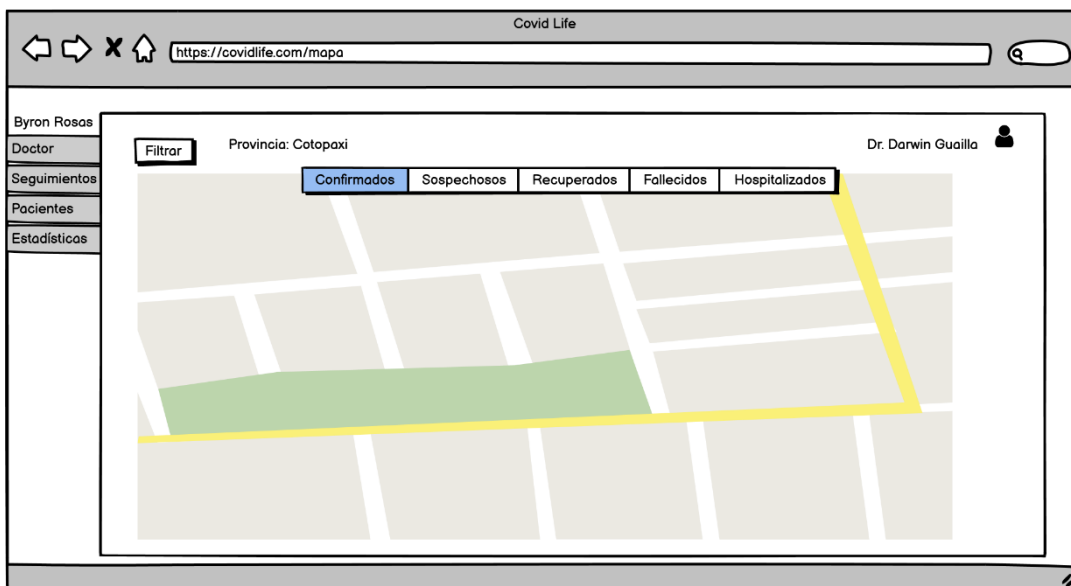 Covid Life
https://covidlife.com/mapa
Byron Rosas
Doctor
Seguimientos
Pacientes
Estadísticas
Filtrar
Provincia: Cotopaxi
Dr. Darwin Guailla
Confirmados
Sospechosos
Recuperados
Fallecidos
Hospitalizados